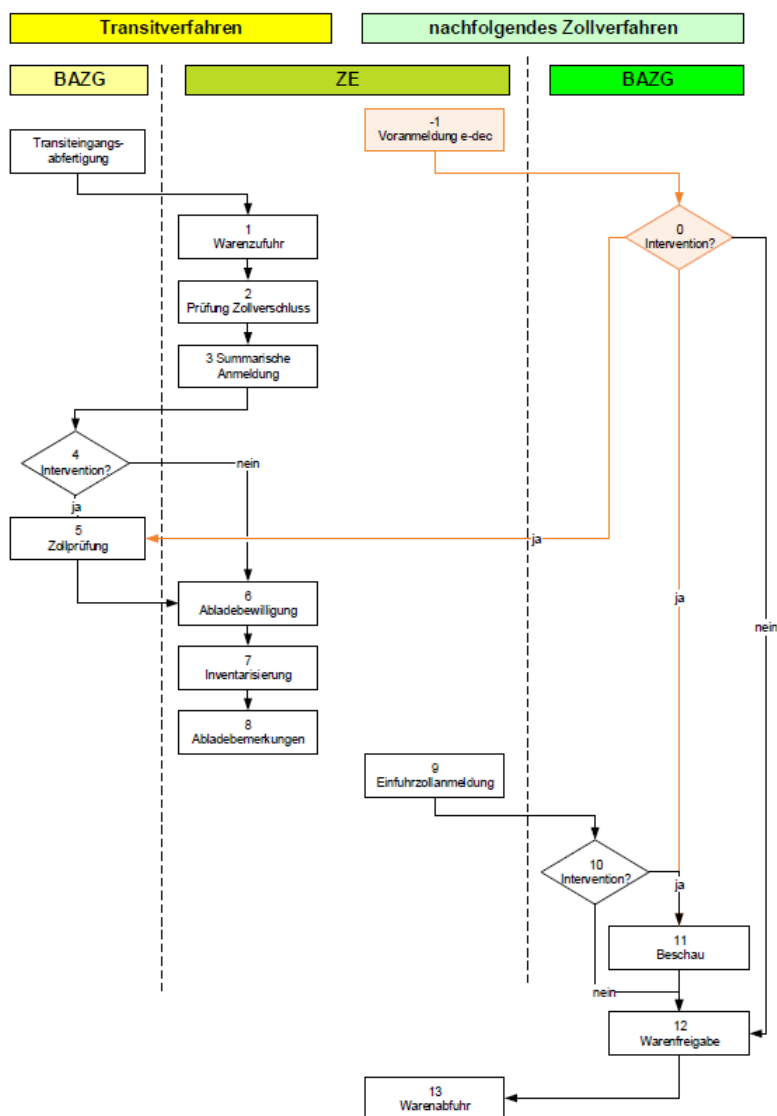 Transitverfahren
nachfolgendes Zollverfahren
BAZG
ZE
BAZG
-1
Voranmeldung e-dec
Transiteingangs-
abfertigung
1
Warenzufuhr
0
Intervention?
2
Prüfung Zollverschluss
3 Summarische
Anmeldung
4
Intervention?
nein
ja
5
Zollprüfung
ja
6
Abladebewilligung
ja
nein
7
Inventarisierung
8
Abladebemerkungen
9
Einfuhrzollanmeldung
10
Intervention?
ja
11
Beschau
nein
12
Warenfreigabe
13
Warenabfuhr